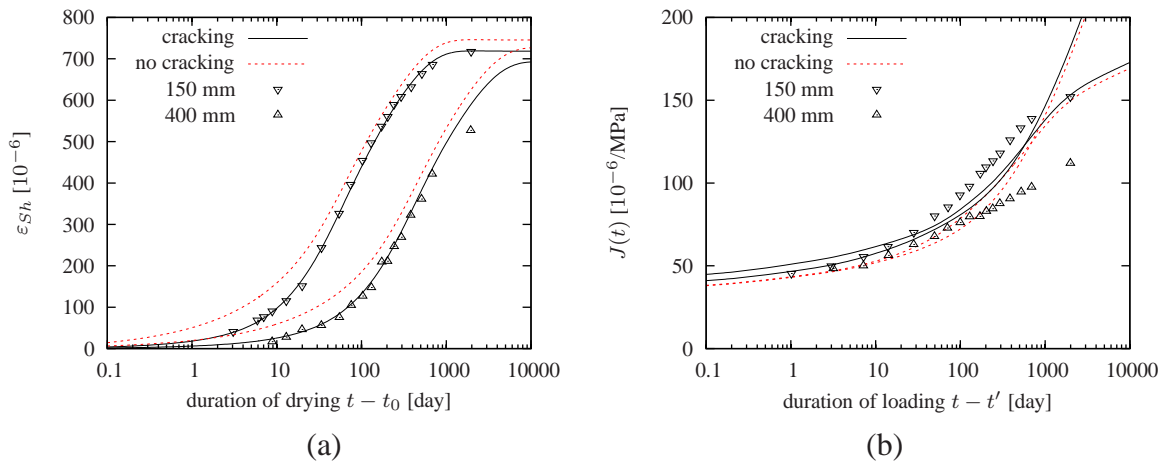 800
700
600
500
400
300
200
100
0
εSh [10−6]
cracking
no cracking
150 mm
400 mm
0.1 1 10 100 1000 10000
duration of drying t − t0 [day]
(a)
200
150
100
50
0
J(t) [10−6/MPa]
cracking
no cracking
150 mm
400 mm
0.1 1 10 100 1000 10000
duration of loading t − t′ [day]
(b)